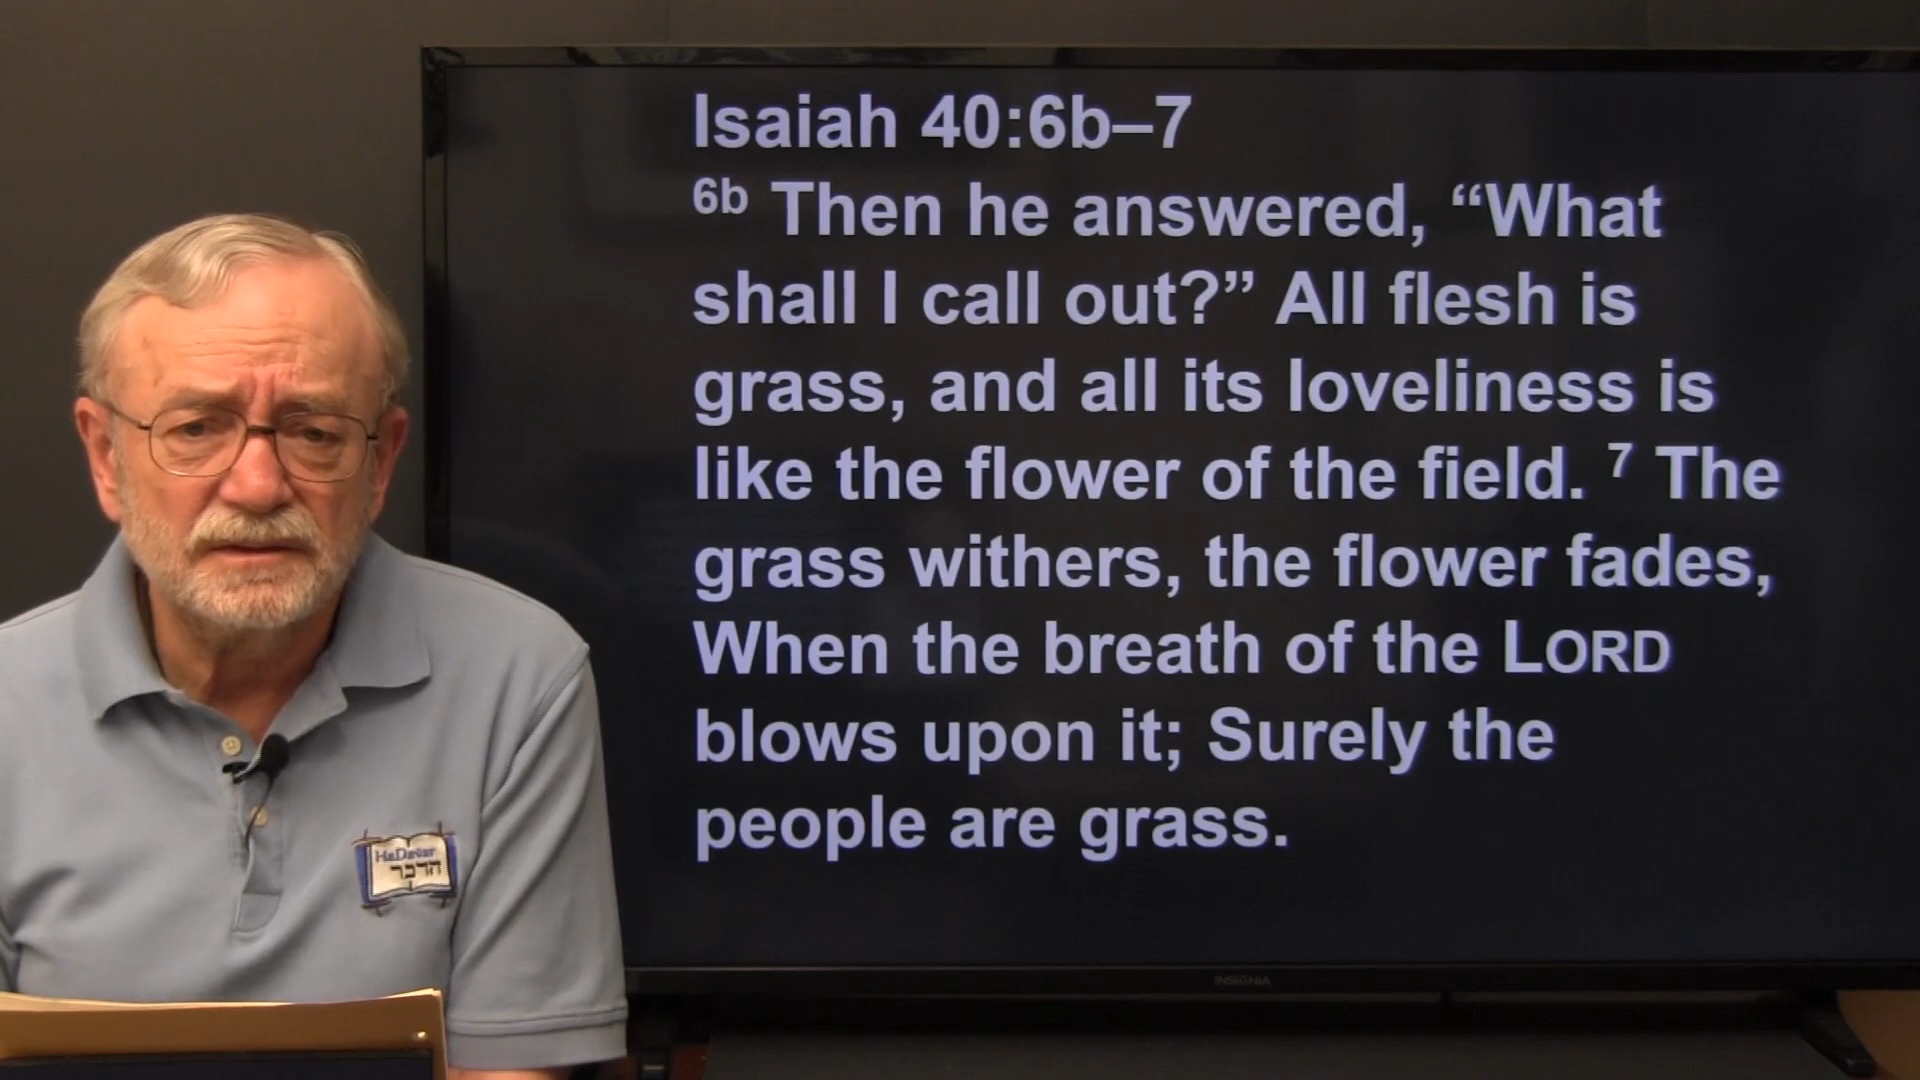 Isaiah 40:6b–7
6b Then he answered, “What
shall I call out?” All flesh is
grass, and all its loveliness is
like the flower of the field. 7 The
grass withers, the flower fades,
When the breath of the LORD
blows upon it; Surely the
people are grass.
HaDavar
הדבר
INSIGNIA